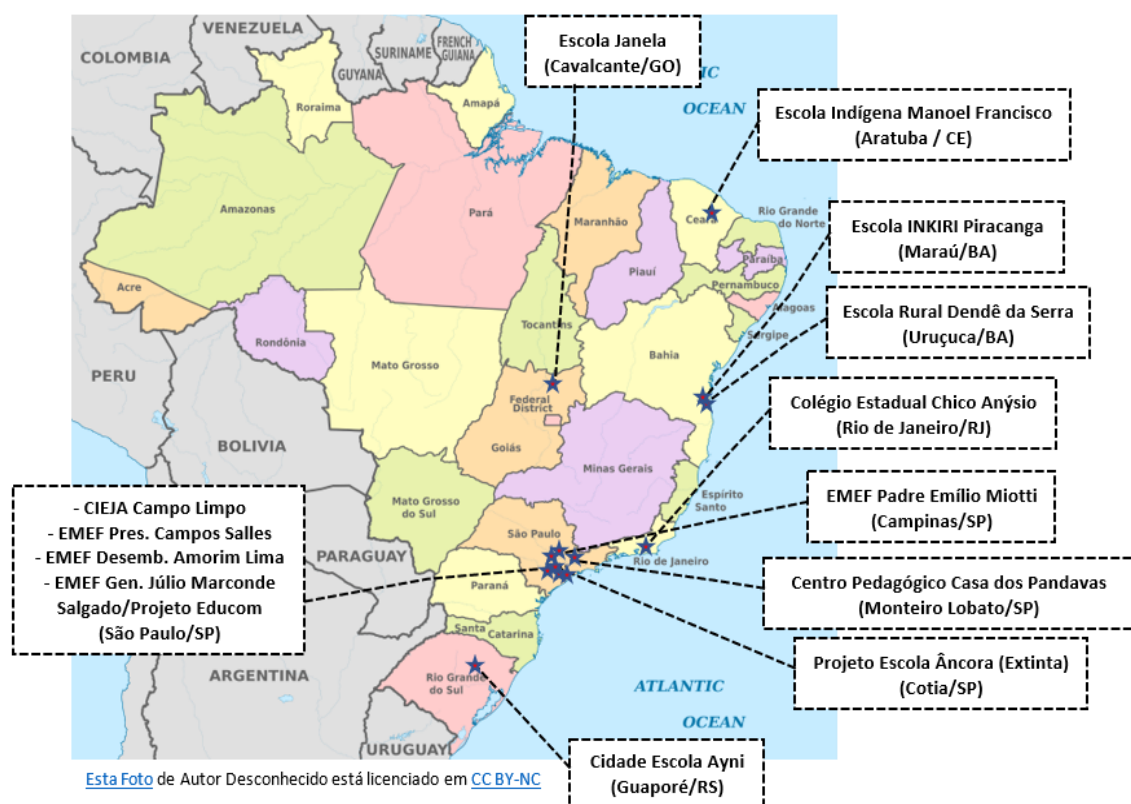 Escola Janela
(Cavalcante/GO)
VENEZUELA
COLOMBIA
GUYANA
SURINAME
FRENCH
GUIANA
IC
OCEAN
Roraima
Amapá
Escola Indígena Manoel Francisco
(Aratuba / CE)
Amazonas
Pará
Maranhão
Ceará
Rio Grande
do Norte
Escola INKIRI Piracanga
(Maraú/BA)
Piauí
Paraíba
Pernambuco
Acre
Alagoas
Sergipe
Escola Rural Dendê da Serra
(Uruçuca/BA)
Rondônia
Tocantins
Mato Grosso
Bahia
PERU
Federal
District
Colégio Estadual Chico Anýsio
(Rio de Janeiro/RJ)
BOLIVIA
Goiás
Minas Gerais
Mato Grosso
do Sul
Espírito
Santo
EMEF Padre Emílio Miotti
(Campinas/SP)
- CIEJA Campo Limpo
- EMEF Pres. Campos Salles
- EMEF Desemb. Amorim Lima
- EMEF Gen. Júlio Marconde
Salgado/Projeto Educom
(São Paulo/SP)
São Paulo
PARAGUAY
Rio de Janeiro
Paraná
Centro Pedagógico Casa dos Pandavas
(Monteiro Lobato/SP)
Santa
Catarina
Projeto Escola Âncora (Extinta)
(Cotia/SP)
ARGENTINA
Rio Grande
do Sul
ATLANTIC
OCEAN
URUGUAY
Cidade Escola Ayni
(Guaporé/RS)
Esta Foto de Autor Desconhecido está licenciado em CC BY-NC